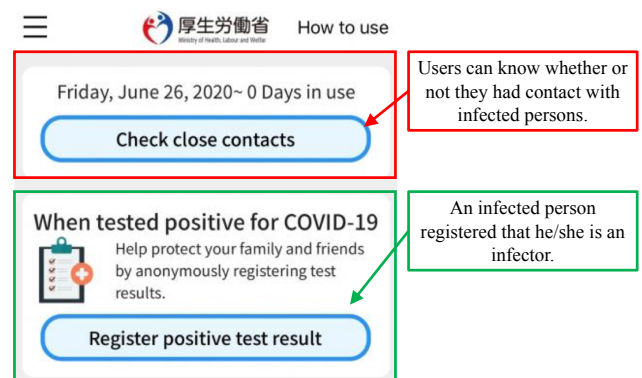 厚生労働省
Ministry of Health, Labour and Welfar
How to use
Friday, June 26, 2020~ 0 Days in use
Check close contacts
Users can know whether or
not they had contact with
infected persons.
When tested positive for COVID-19
Help protect your family and friends
by anonymously registering test
results.
Register positive test result
An infected person
registered that he/she is an
infector.